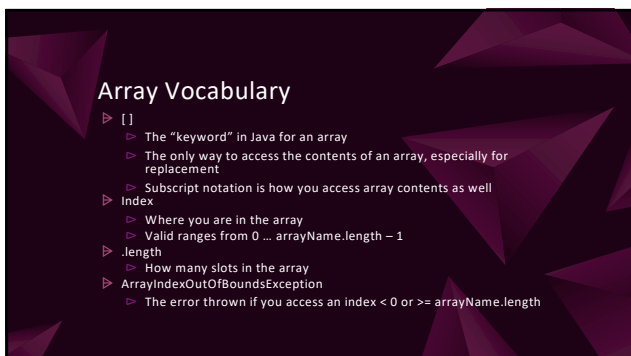 Array Vocabulary
[ ]
The “keyword” in Java for an array
The only way to access the contents of an array, especially for
replacement
Subscript notation is how you access array contents as well
Index
Where you are in the array
Valid ranges from 0 … arrayName.length – 1
.length
How many slots in the array
ArrayIndexOutOfBoundsException
The error thrown if you access an index < 0 or >= arrayName.length